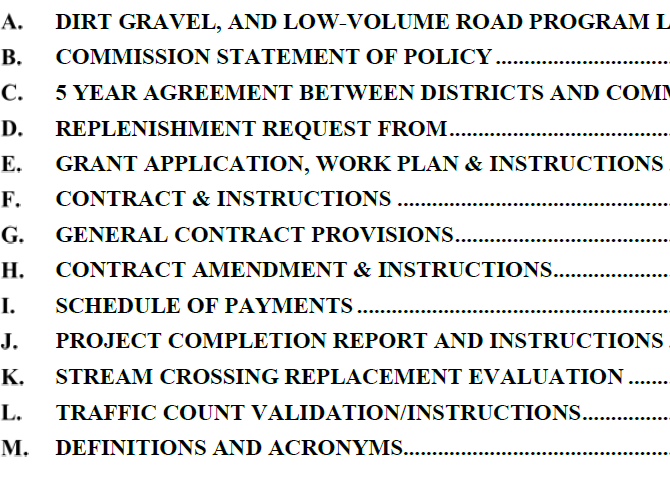 A. DIRT GRAVEL, AND LOW-VOLUME ROAD PROGRAM L
B. COMMISSION STATEMENT OF POLICY ..............................
C. 5 YEAR AGREEMENT BETWEEN DISTRICTS AND COMM
D. REPLENISHMENT REQUEST FROM......................................
E. GRANT APPLICATION, WORK PLAN & INSTRUCTIONS .
F. CONTRACT & INSTRUCTIONS ...............................................
G. GENERAL CONTRACT PROVISIONS.....................................
H. CONTRACT AMENDMENT & INSTRUCTIONS....................
I. SCHEDULE OF PAYMENTS ......................................................
J. PROJECT COMPLETION REPORT AND INSTRUCTIONS .
K. STREAM CROSSING REPLACEMENT EVALUATION .......
L. TRAFFIC COUNT VALIDATION/INSTRUCTIONS...............
M. DEFINITIONS AND ACRONYMS..............................................